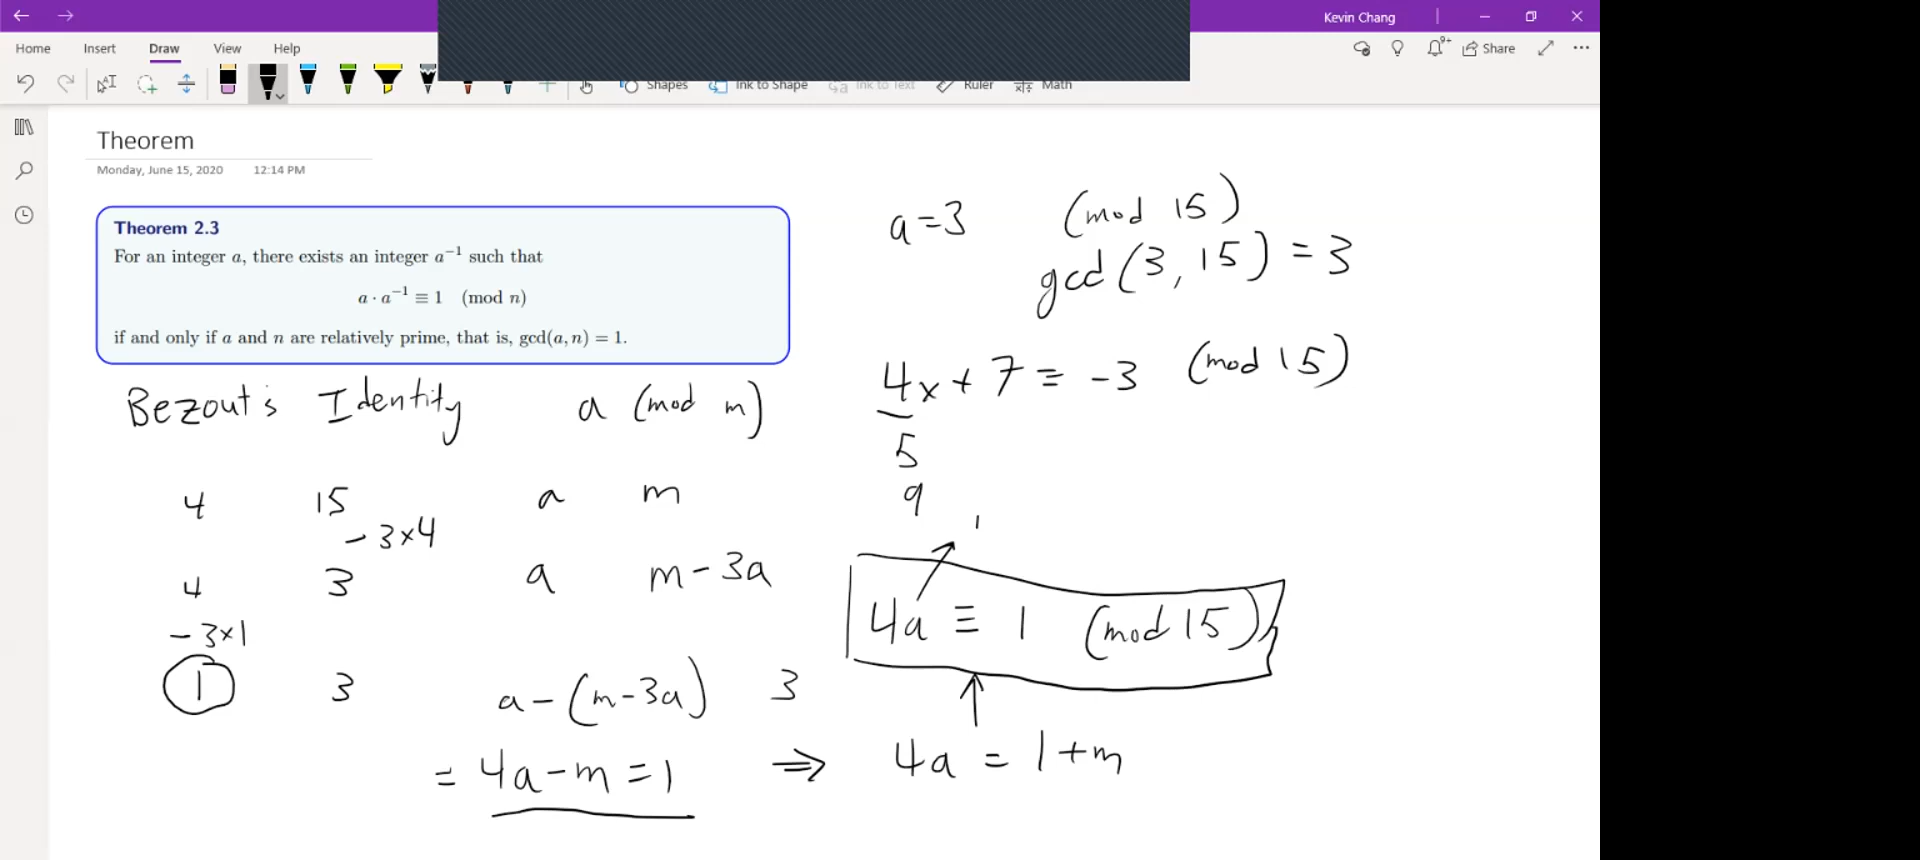 Kevin Chang
Home Insert Draw View Help
9+ Share
Shapes Ink to Shape Ink to Text Ruler Math
Theorem
Monday, June 15, 2020 12:14 PM
Theorem 2.3
For an integer a, there exists an integer a⁻¹ such that
a · a⁻¹ ≡ 1 (mod n)
if and only if a and n are relatively prime, that is, gcd(a, n) = 1.
Bezout's Identity a (mod m)
4 15 a m
- 3×4
4 3 a m - 3a
- 3×1
1 3 a - (m - 3a) 3
= 4a - m = 1 ⇒ 4a = 1 + m
a = 3 (mod 15)
gcd(3, 15) = 3
4x + 7 ≡ -3 (mod 15)
5
9
1
4a ≡ 1 (mod 15)